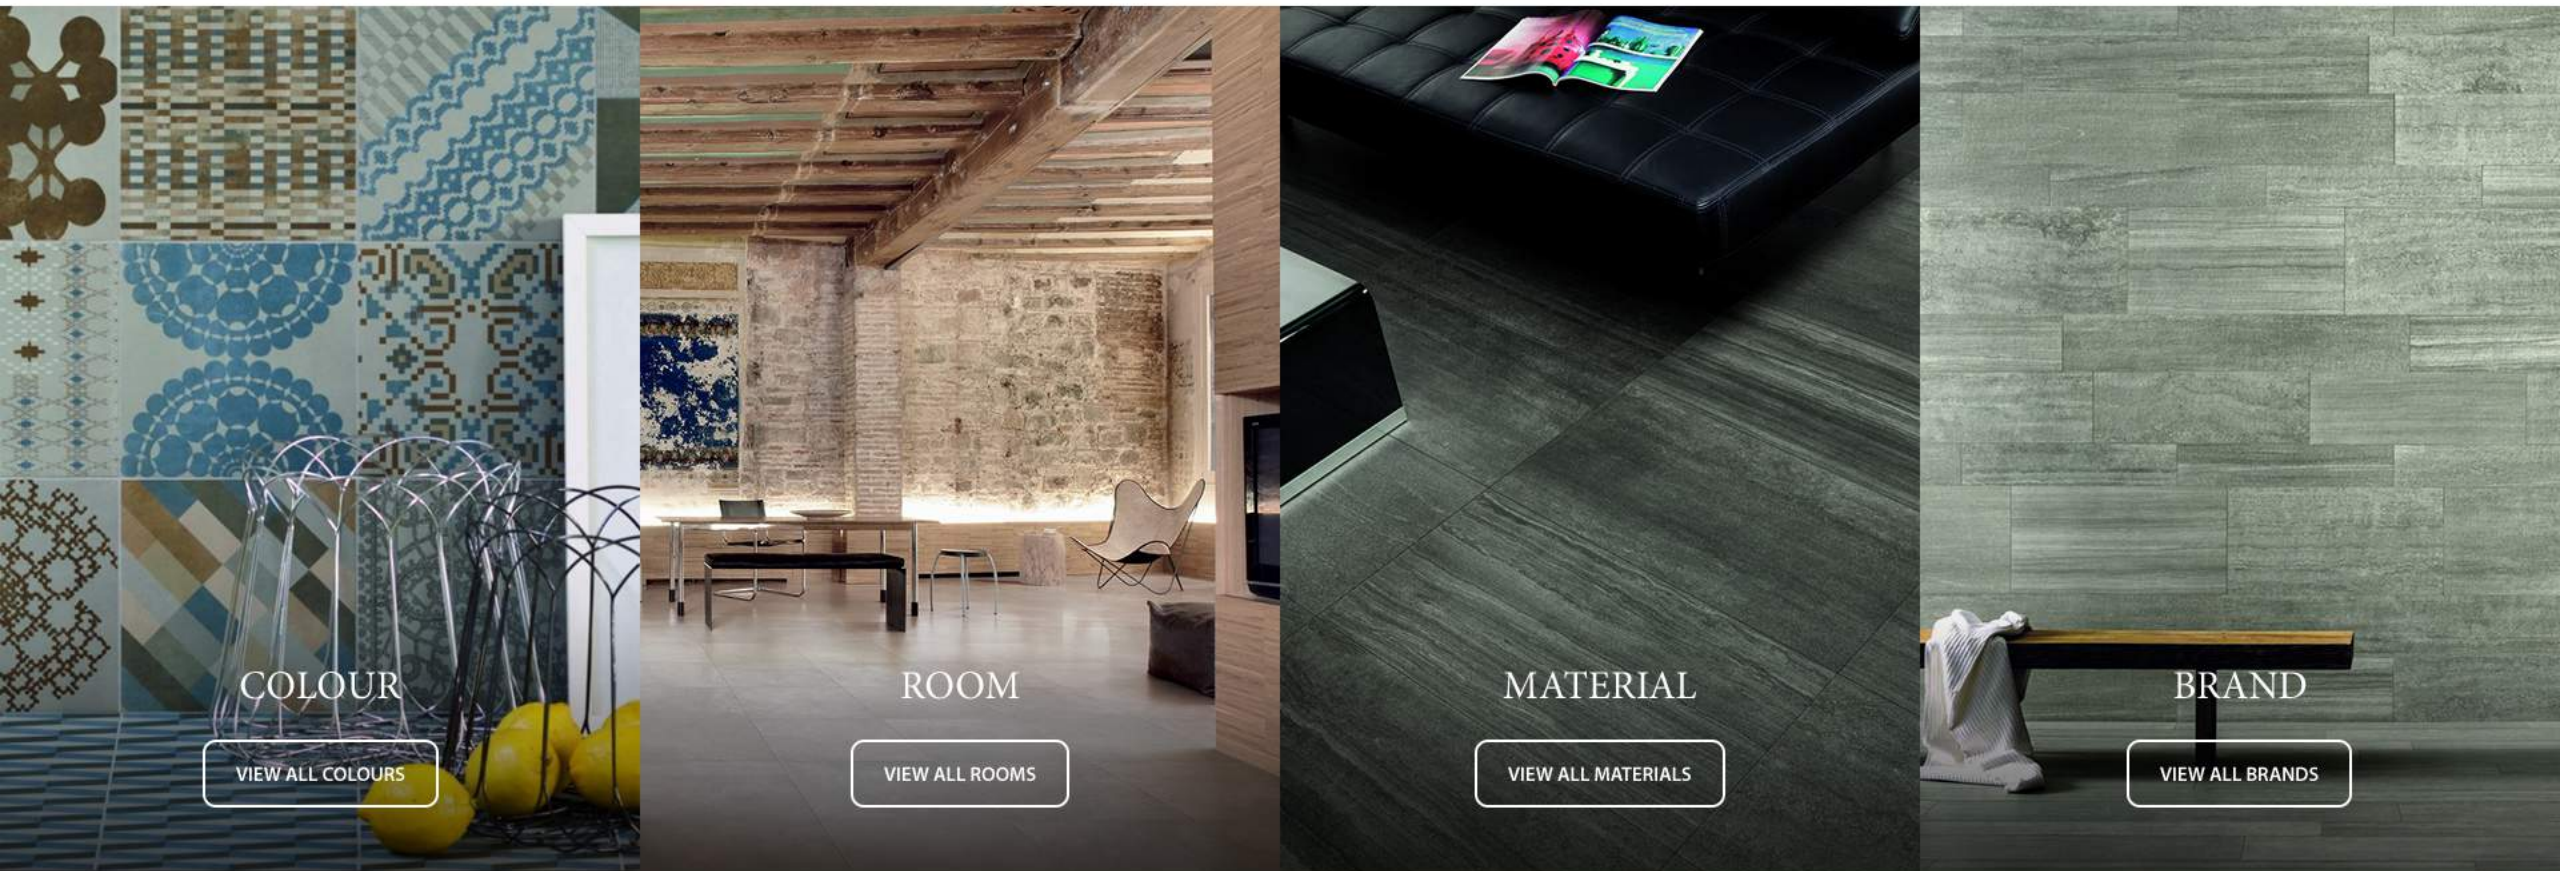 COLOUR
VIEW ALL COLOURS
ROOM
VIEW ALL ROOMS
MATERIAL
VIEW ALL MATERIALS
BRAND
VIEW ALL BRANDS